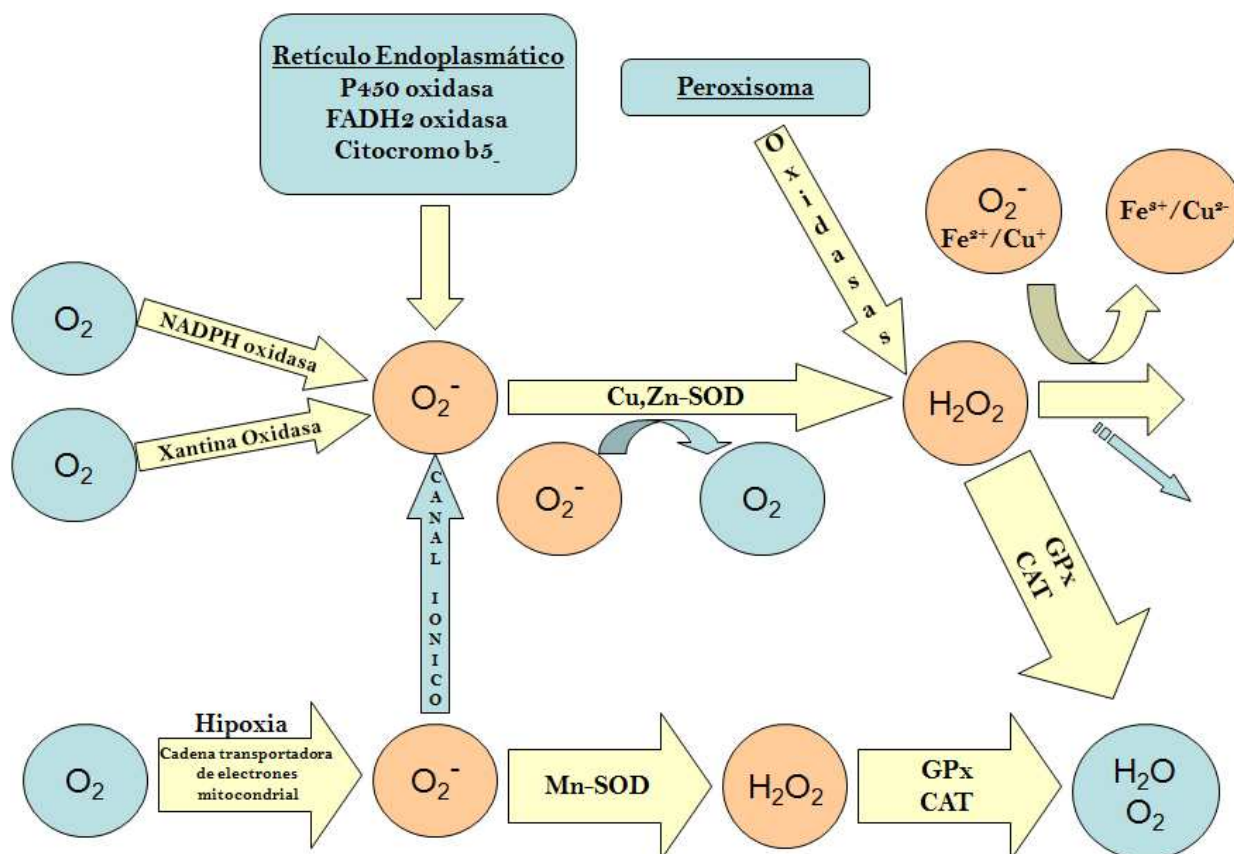 Retículo Endoplasmático
P450 oxidasa
FADH2 oxidasa
Citocromo b5_
Peroxisoma
Oxidasas
O₂⁻
Fe²⁺/Cu⁺
Fe³⁺/Cu²⁻
O₂
NADPH oxidasa
O₂
Xantina Oxidasa
O₂⁻
Cu,Zn-SOD
H₂O₂
O₂⁻
O₂
CANAL IONICO
GPx
CAT
O₂
Hipoxia
Cadena transportadora
de electrones
mitocondrial
O₂⁻
Mn-SOD
H₂O₂
GPx
CAT
H₂O
O₂